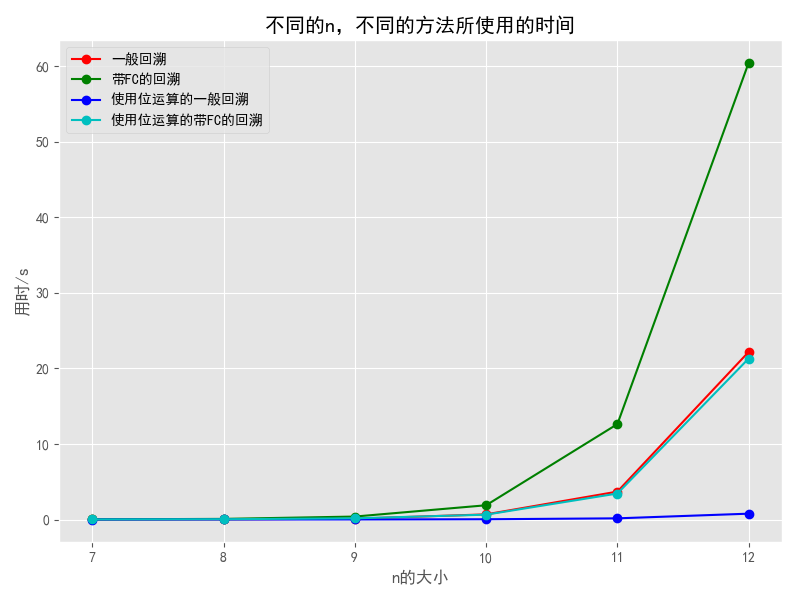 不同的n，不同的方法所使用的时间
一般回溯
带FC的回溯
使用位运算的一般回溯
使用位运算的带FC的回溯
用时/s
60
50
40
30
20
10
0
7 8 9 10 11 12
n的大小